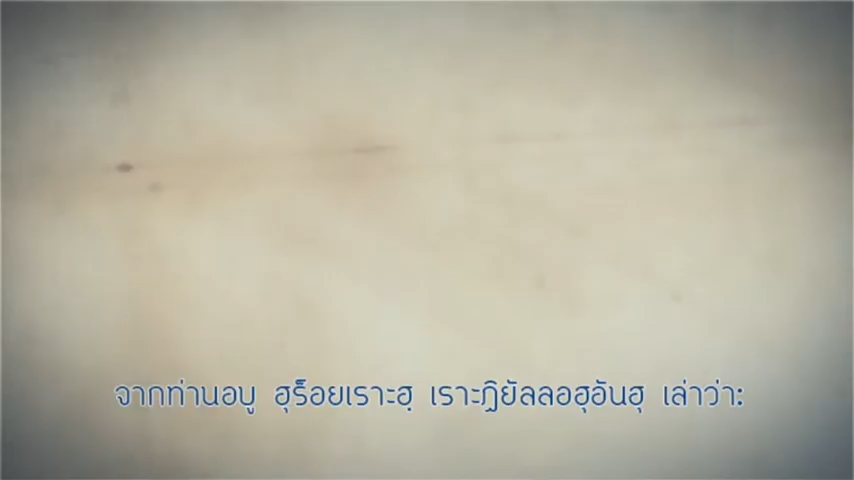 จากท่านอบู ฮุร็อยเราะฮฺ เราะฎิยัลลอฮุอันฮุ เล่าว่า: